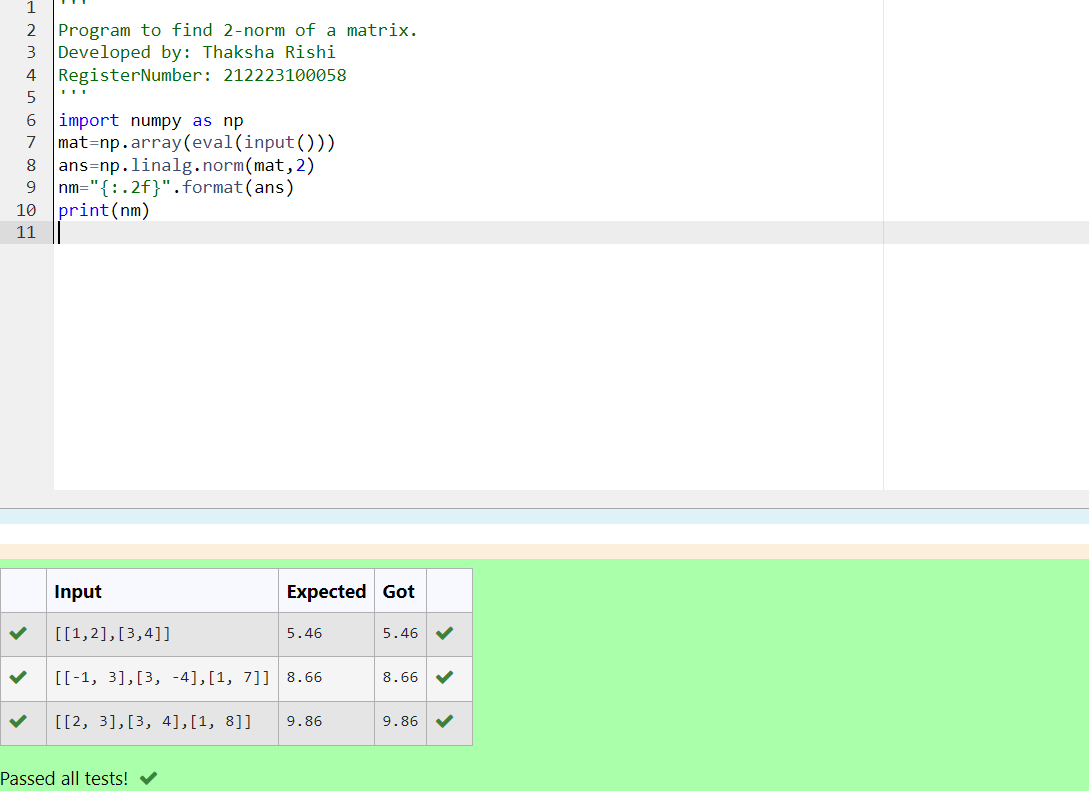 1 '''
2 Program to find 2-norm of a matrix.
3 Developed by: Thaksha Rishi
4 RegisterNumber: 212223100058
5 '''
6 import numpy as np
7 mat=np.array(eval(input()))
8 ans=np.linalg.norm(mat,2)
9 nm="{:.2f}".format(ans)
10 print(nm)
11
Input Expected Got
[[1,2],[3,4]] 5.46 5.46
[[-1, 3],[3, -4],[1, 7]] 8.66 8.66
[[2, 3],[3, 4],[1, 8]] 9.86 9.86
Passed all tests!